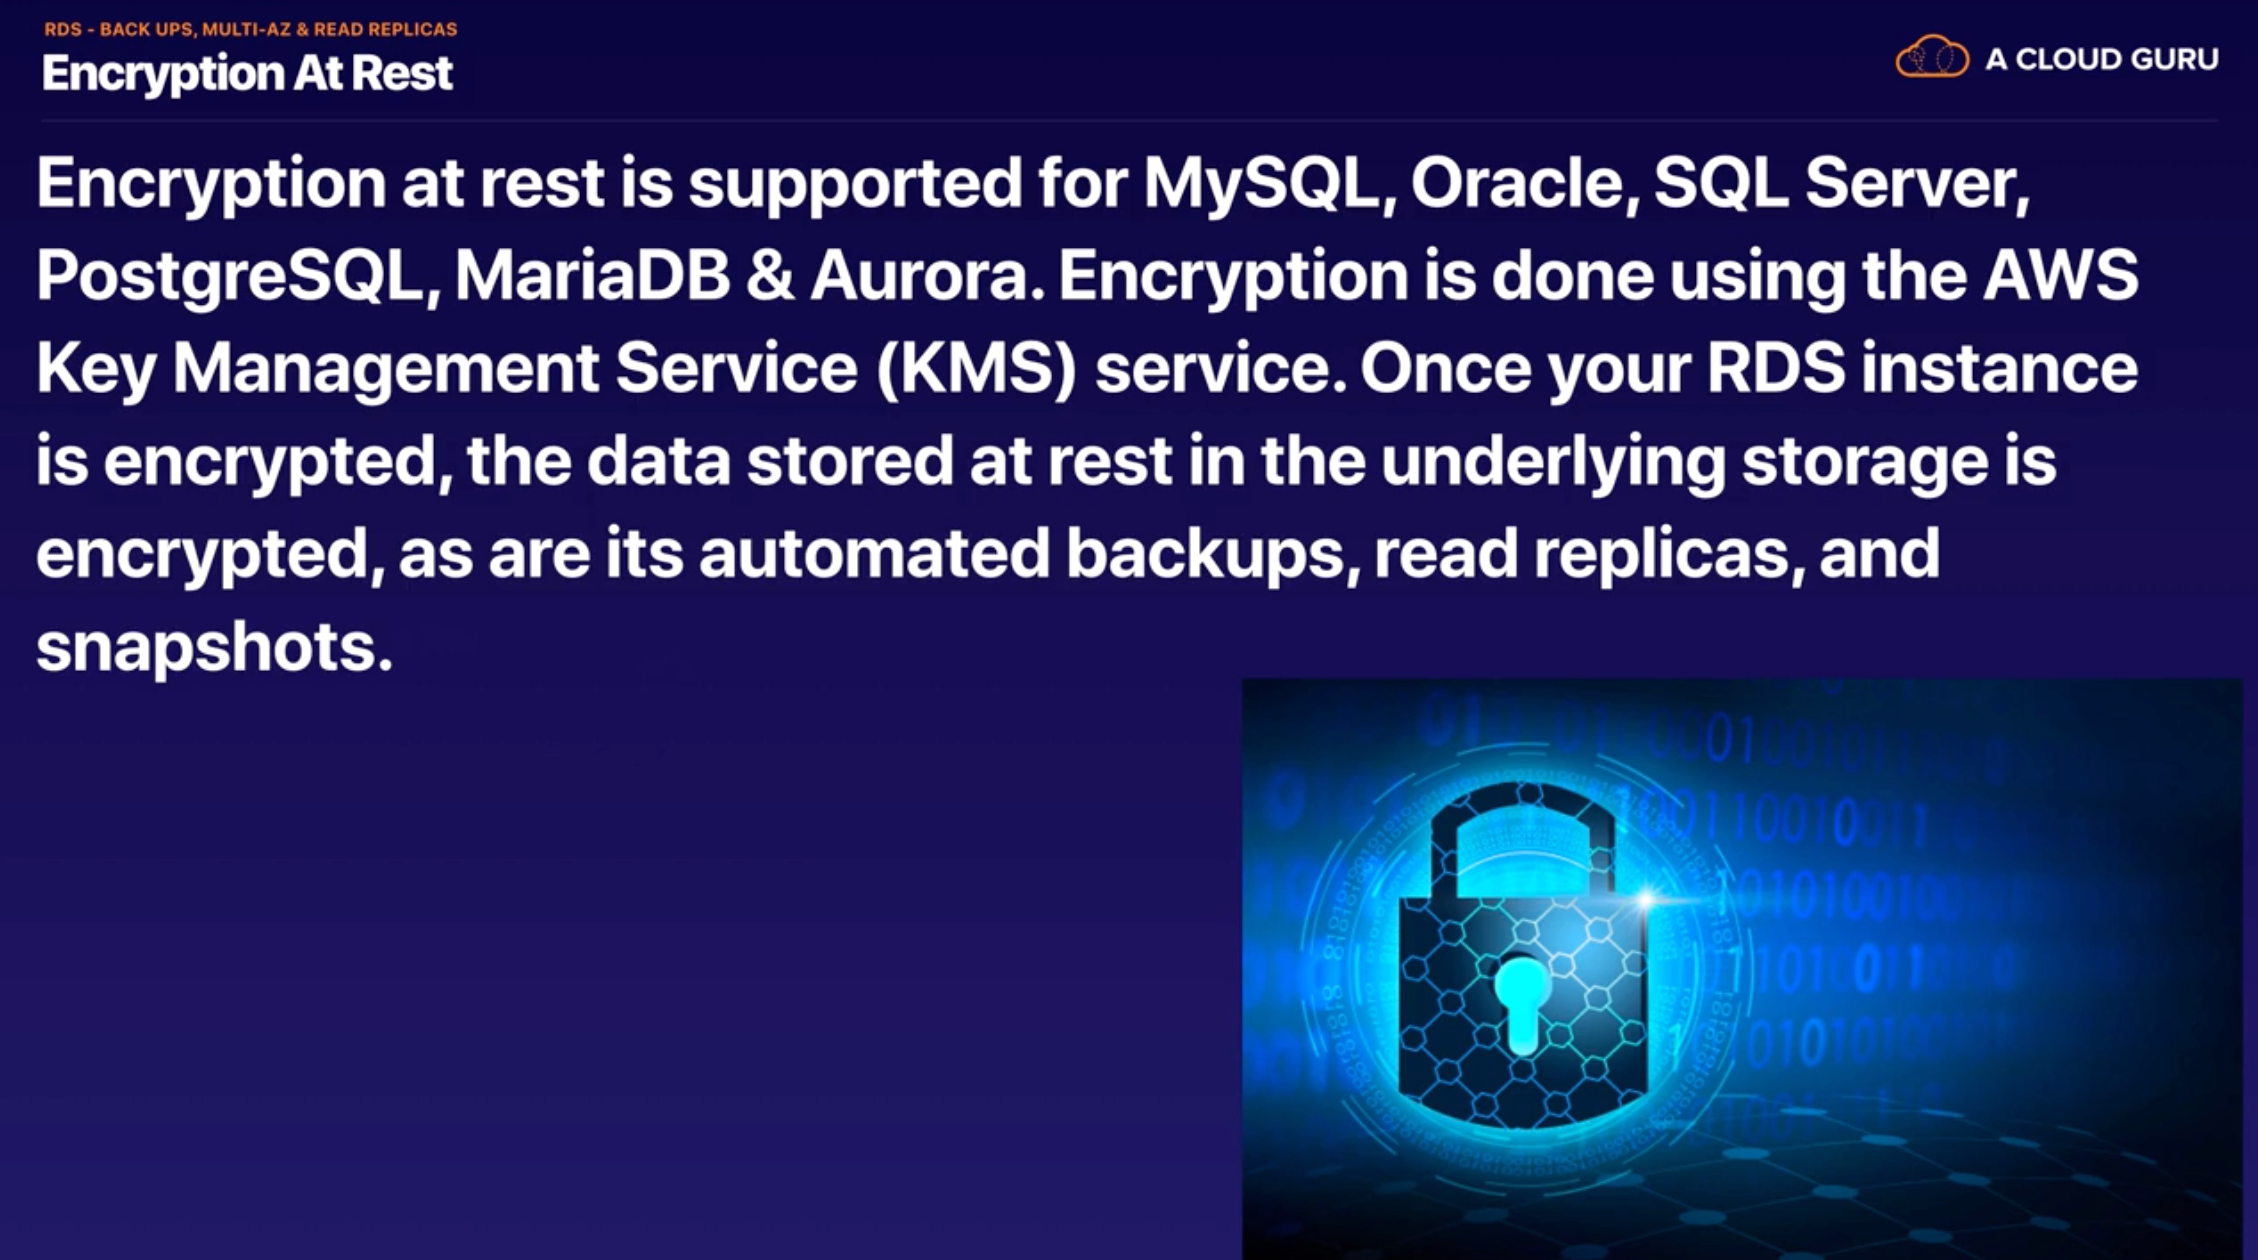 RDS - BACK UPS, MULTI-AZ & READ REPLICAS
Encryption At Rest
A CLOUD GURU
Encryption at rest is supported for MySQL, Oracle, SQL Server,
PostgreSQL, MariaDB & Aurora. Encryption is done using the AWS
Key Management Service (KMS) service. Once your RDS instance
is encrypted, the data stored at rest in the underlying storage is
encrypted, as are its automated backups, read replicas, and
snapshots.